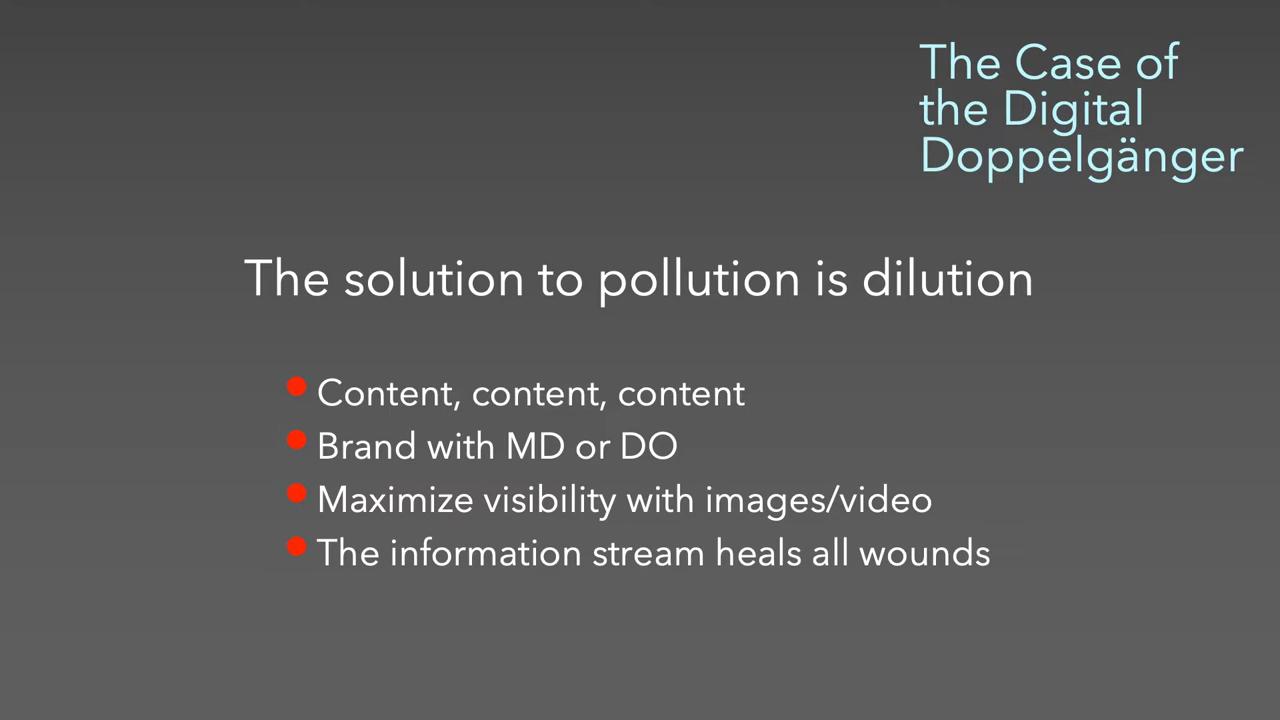 The Case of
the Digital
Doppelgänger
The solution to pollution is dilution
Content, content, content
Brand with MD or DO
Maximize visibility with images/video
The information stream heals all wounds